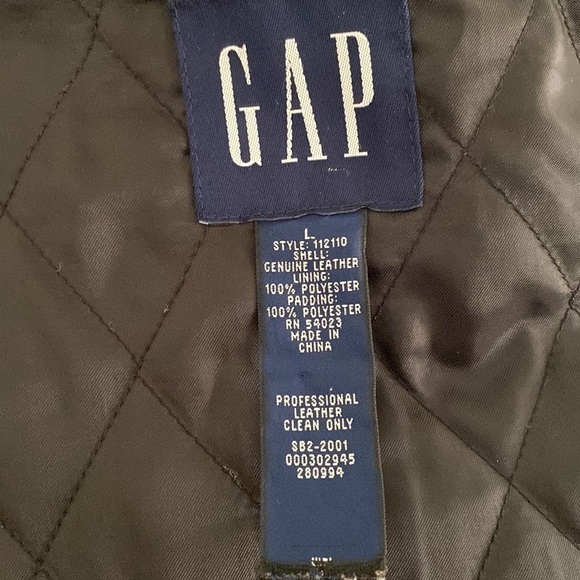 GAP
L
STYLE: 112110
SHELL:
GENUINE LEATHER
LINING:
100% POLYESTER
PADDING:
100% POLYESTER
RN 54023
MADE IN
CHINA
PROFESSIONAL
LEATHER
CLEAN ONLY
SB2-2001
000302945
280994